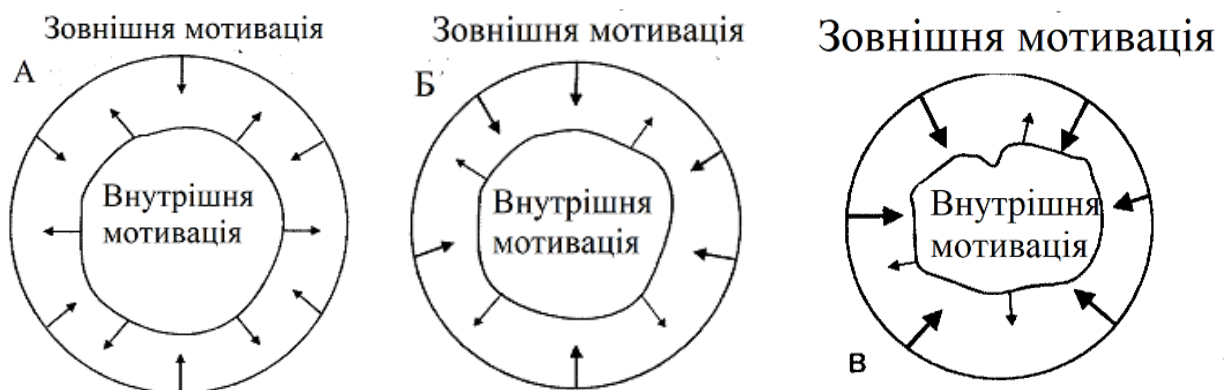 Зовнішня мотивація
А
Внутрішня
мотивація
Зовнішня мотивація
Б
Внутрішня
мотивація
Зовнішня мотивація
Внутрішня
мотивація
В